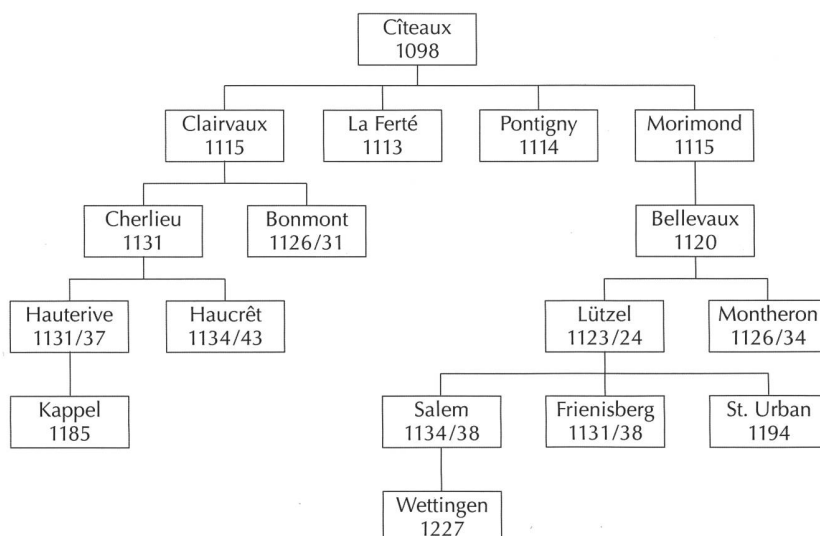 Cîteaux
1098
Clairvaux
1115
La Ferté
1113
Pontigny
1114
Morimond
1115
Cherlieu
1131
Bonmont
1126/31
Bellevaux
1120
Hauterive
1131/37
Haucrêt
1134/43
Lützel
1123/24
Montheron
1126/34
Kappel
1185
Salem
1134/38
Frienisberg
1131/38
St. Urban
1194
Wettingen
1227